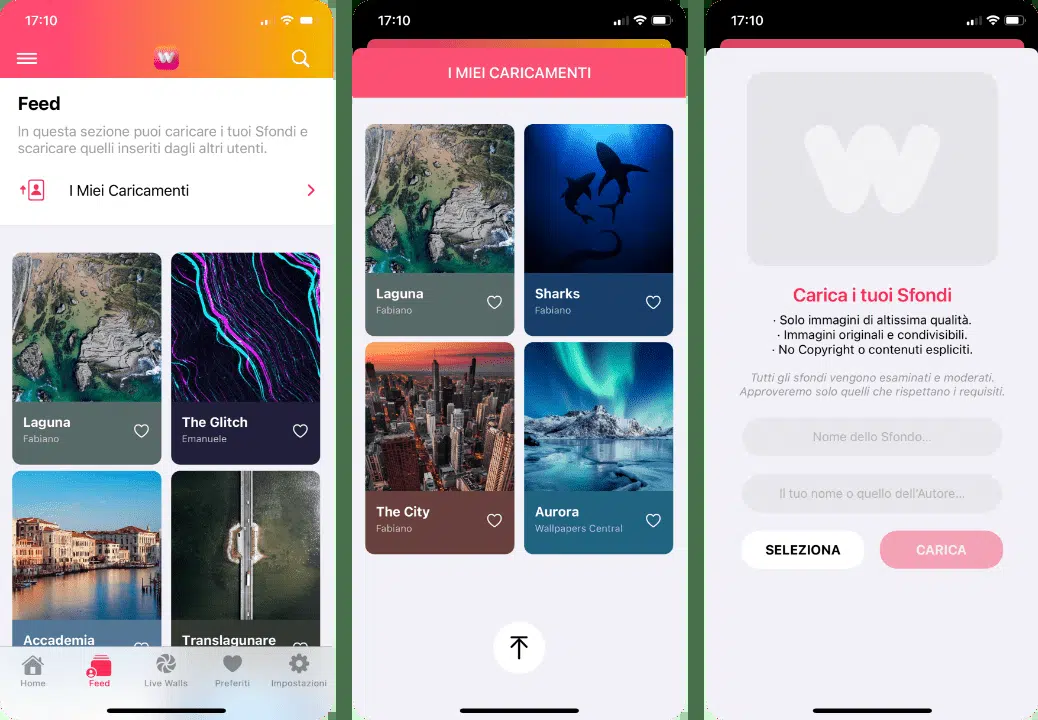 17:10
W
Feed
In questa sezione puoi caricare i tuoi Sfondi e
scaricare quelli inseriti dagli altri utenti.
I Miei Caricamenti
Laguna
Fabiano
The Glitch
Emanuele
Accademia
Translagunare
Home
Feed
Live Walls
Preferiti
Impostazioni
17:10
I MIEI CARICAMENTI
Laguna
Fabiano
Sharks
Fabiano
The City
Fabiano
Aurora
Wallpapers Central
17:10
W
Carica i tuoi Sfondi
· Solo immagini di altissima qualità.
· Immagini originali e condivisibili.
· No Copyright o contenuti espliciti.
Tutti gli sfondi vengono esaminati e moderati.
Approveremo solo quelli che rispettano i requisiti.
Nome dello Sfondo...
Il tuo nome o quello dell'Autore...
SELEZIONA
CARICA